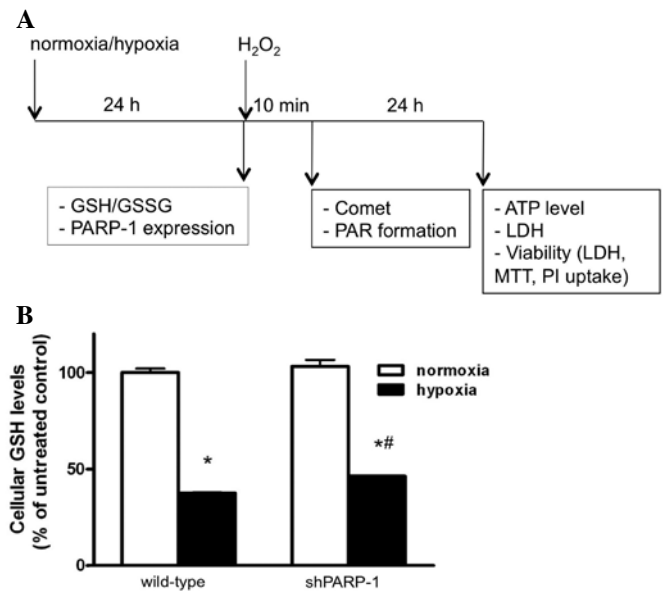 A
normoxia/hypoxia
H₂O₂
24 h
10 min
24 h
- GSH/GSSG
- PARP-1 expression
- Comet
- PAR formation
- ATP level
- LDH
- Viability (LDH,
MTT, PI uptake)
B
Cellular GSH levels
(% of untreated control)
100
50
0
normoxia
hypoxia
*
*#
wild-type
shPARP-1